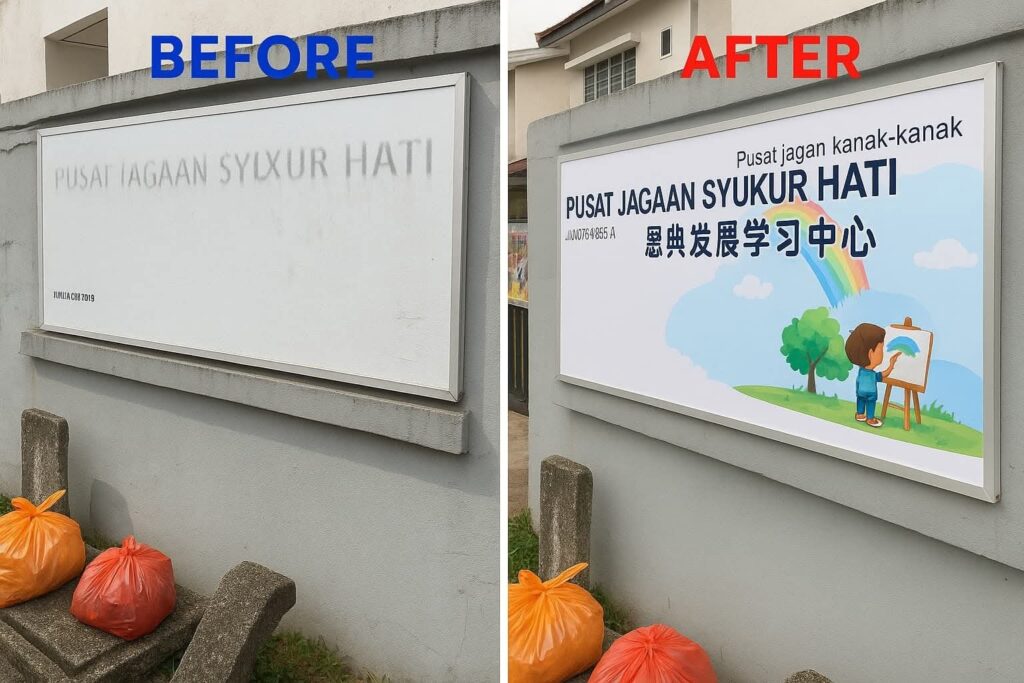 BEFORE
PUSAT JAGAAN SYUKUR HATI
AFTER
Pusat jagan kanak-kanak
PUSAT JAGAAN SYUKUR HATI
恩典发展学习中心